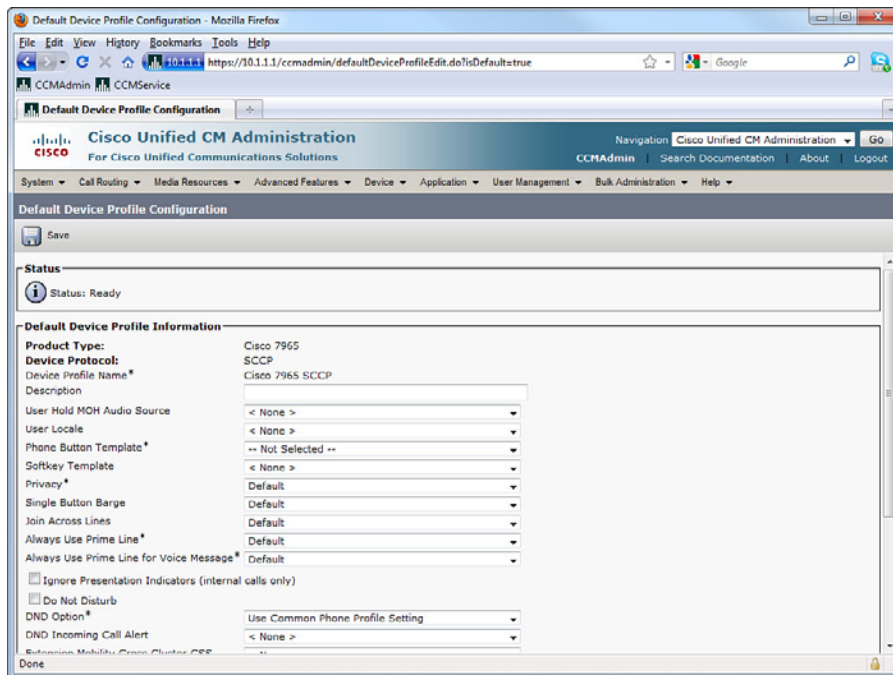 Default Device Profile Configuration - Mozilla Firefox
File Edit View History Bookmarks Tools Help
10.1.1.1 https://10.1.1.1/ccmadmin/defaultDeviceProfileEdit.do?isDefault=true
Google
CCMAdmin CCMService
Default Device Profile Configuration
cisco
Cisco Unified CM Administration
For Cisco Unified Communications Solutions
Navigation Cisco Unified CM Administration Go
CCMAdmin | Search Documentation | About | Logout
System Call Routing Media Resources Advanced Features Device Application User Management Bulk Administration Help
Default Device Profile Configuration
Save
Status
Status: Ready
Default Device Profile Information
Product Type: Cisco 7965
Device Protocol: SCCP
Device Profile Name* Cisco 7965 SCCP
Description
User Hold MOH Audio Source < None >
User Locale < None >
Phone Button Template* -- Not Selected --
Softkey Template < None >
Privacy* Default
Single Button Barge Default
Join Across Lines Default
Always Use Prime Line* Default
Always Use Prime Line for Voice Message* Default
Ignore Presentation Indicators (internal calls only)
Do Not Disturb
DND Option* Use Common Phone Profile Setting
DND Incoming Call Alert < None >
Extension Mobility Cross Cluster CSS
Done